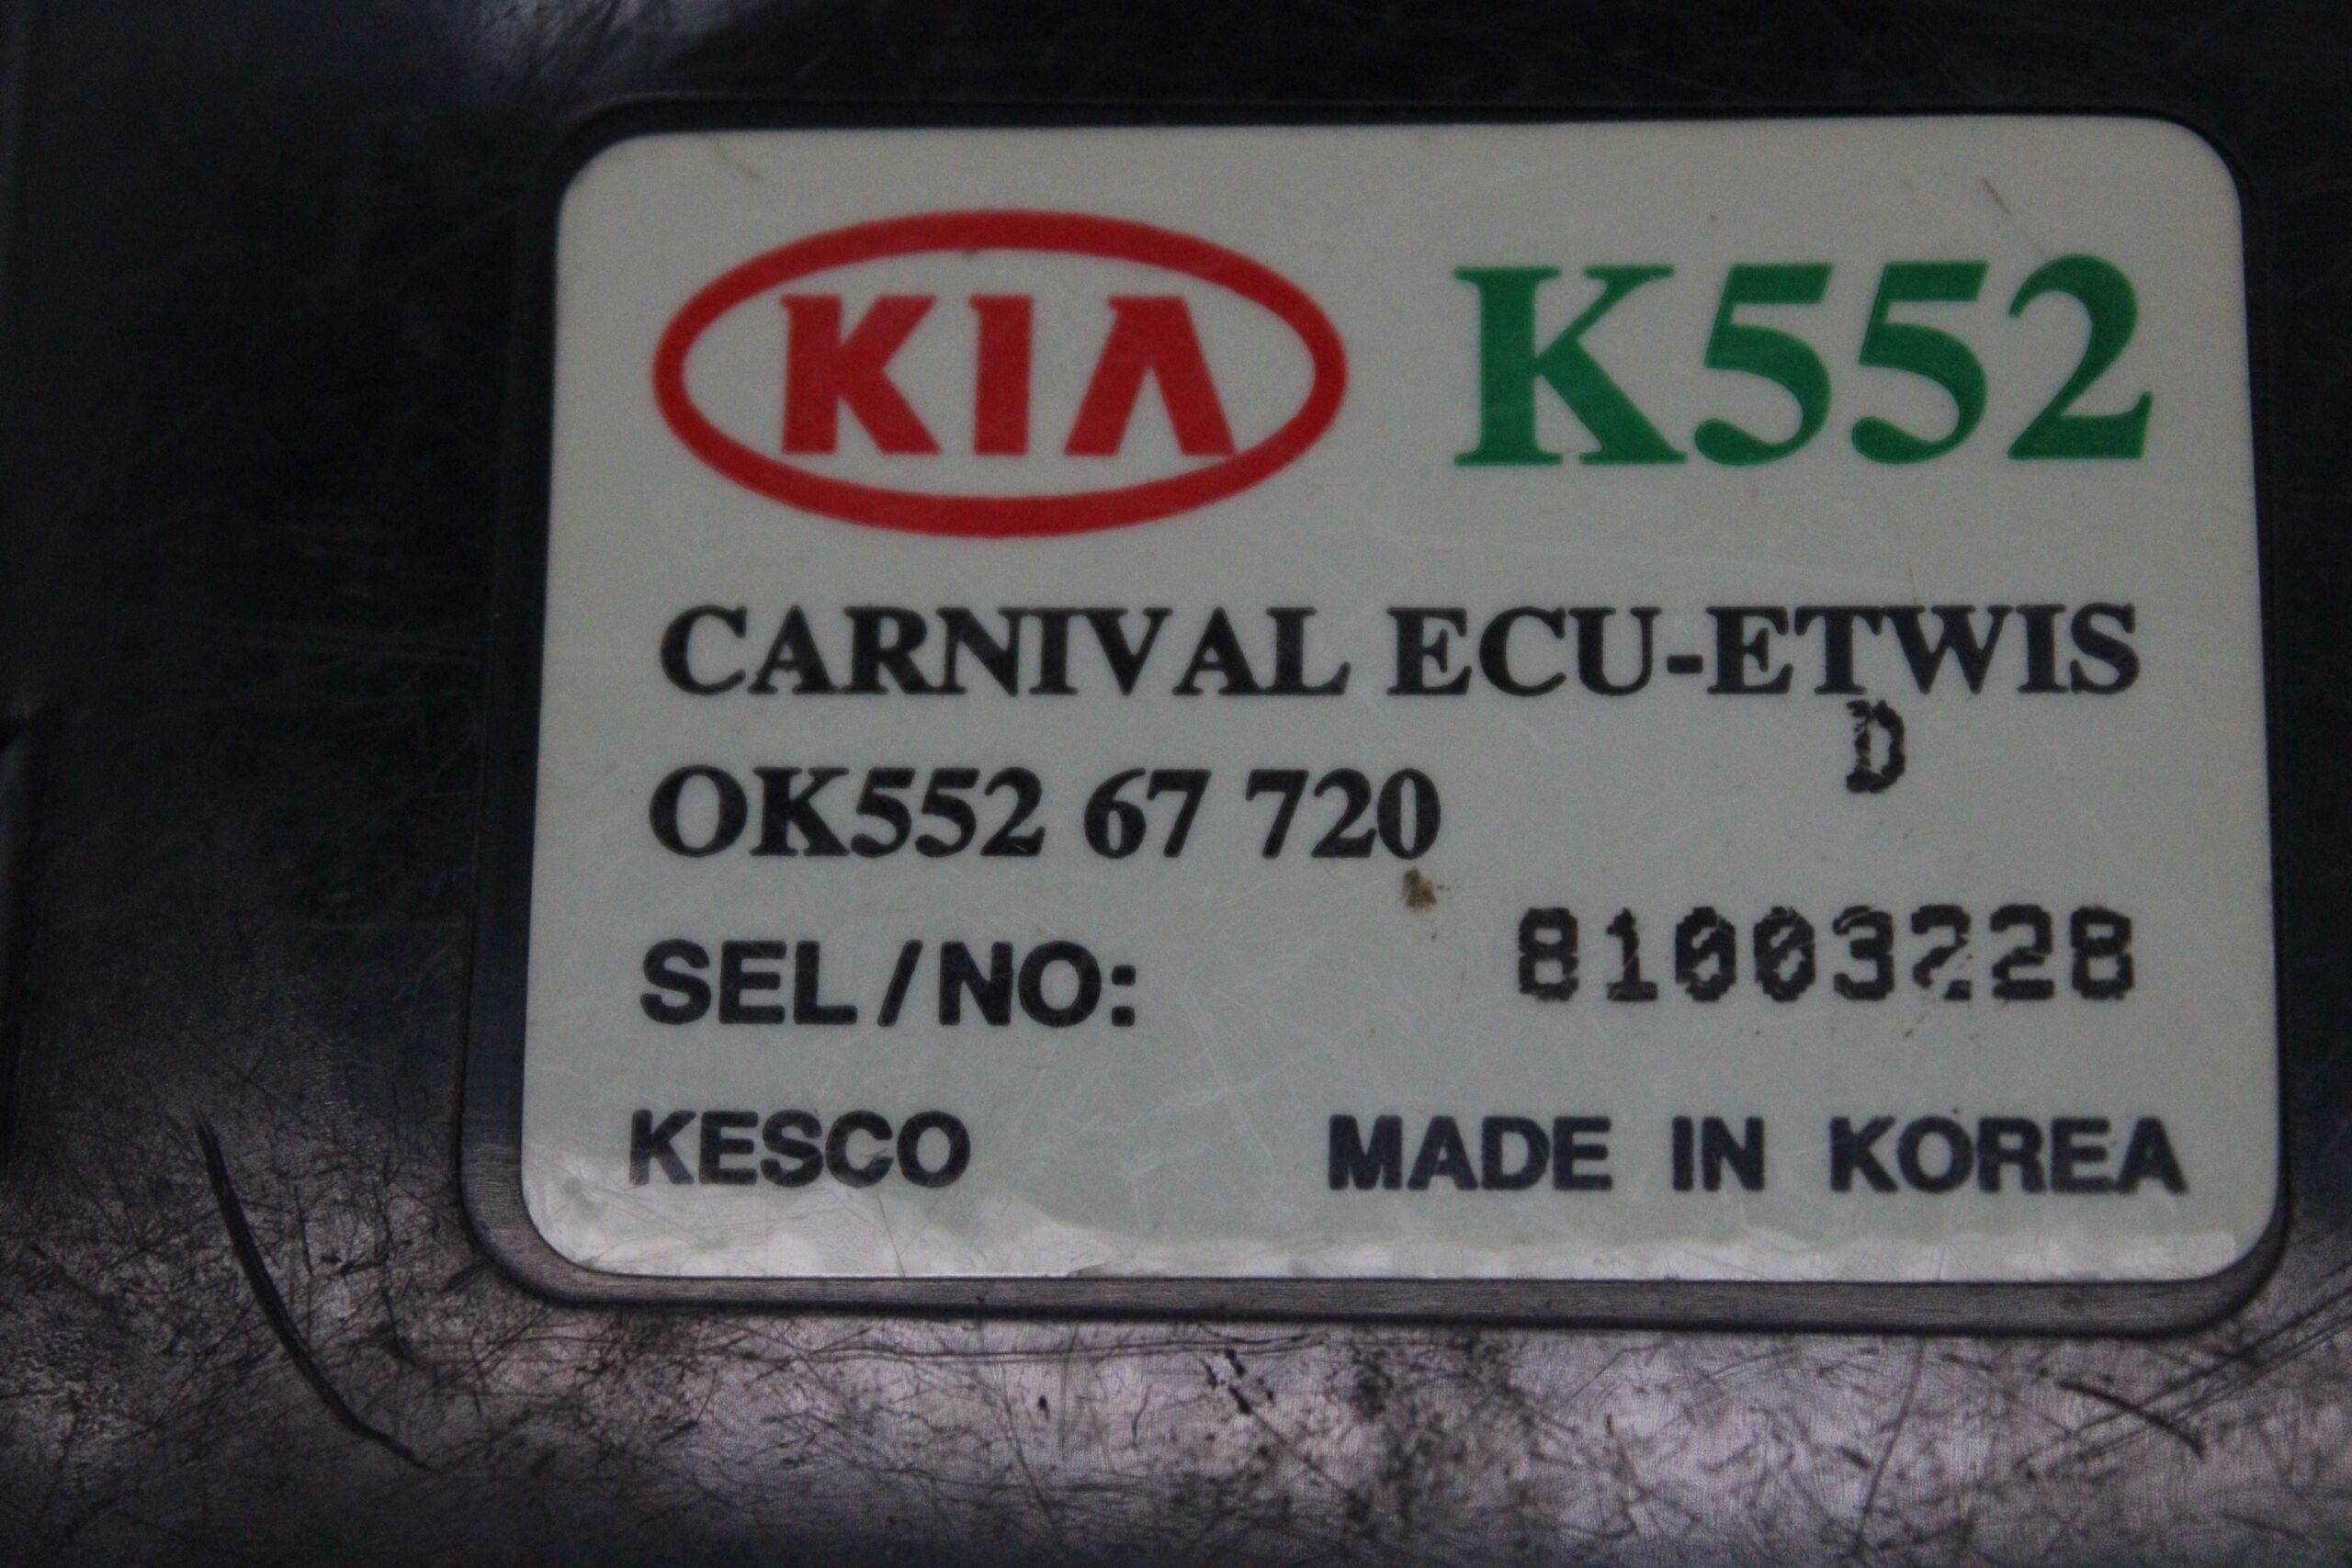 KIA K552
CARNIVAL ECU-ETWIS
D
OK552 67 720
SEL/NO: 81003228
KESCO MADE IN KOREA